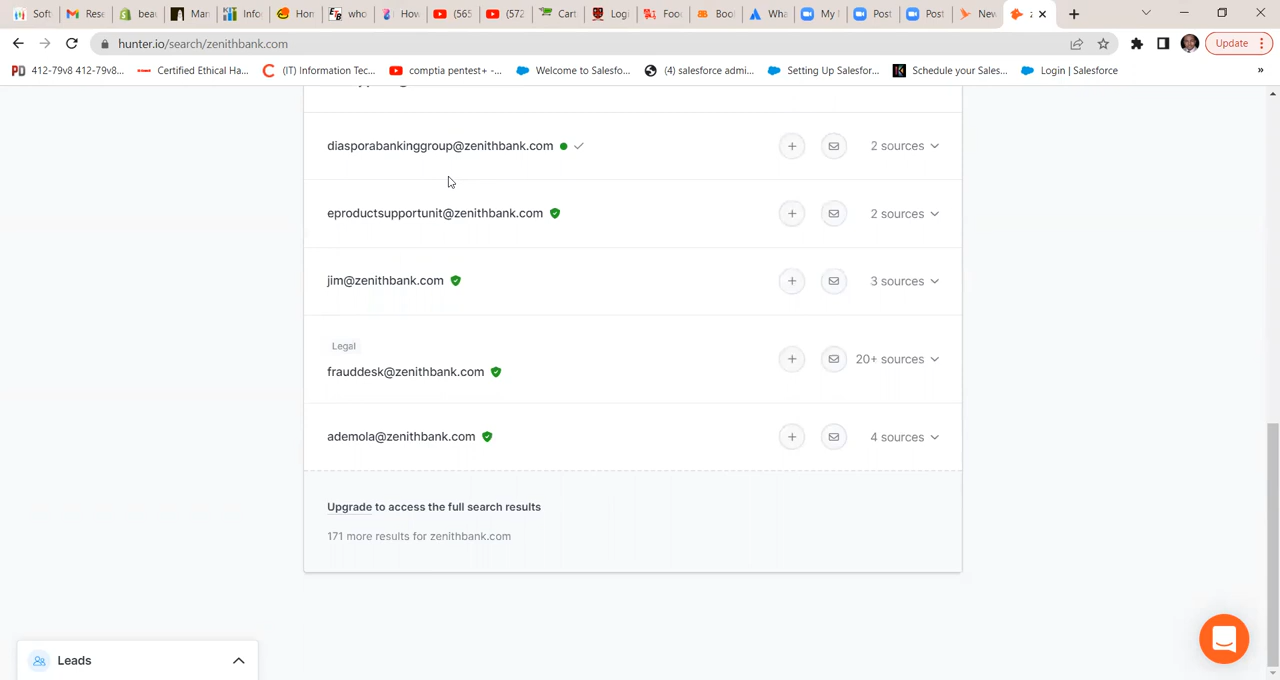 Soft
Rese
bea
Mar
Info
Hor
who
How
(565
(572
Cart
Logi
Foo
Boo
Wha
My
Post
Post
Nev
hunter.io/search/zenithbank.com
Update
412-79v8 412-79v8...
Certified Ethical Ha...
(IT) Information Tec...
comptia pentest+ -...
Welcome to Salesfo...
(4) salesforce admi...
Setting Up Salesfor...
Schedule your Sales...
Login | Salesforce
»
diasporabankinggroup@zenithbank.com
2 sources
eproductsupportunit@zenithbank.com
2 sources
jim@zenithbank.com
3 sources
Legal
frauddesk@zenithbank.com
20+ sources
ademola@zenithbank.com
4 sources
Upgrade to access the full search results
171 more results for zenithbank.com
Leads